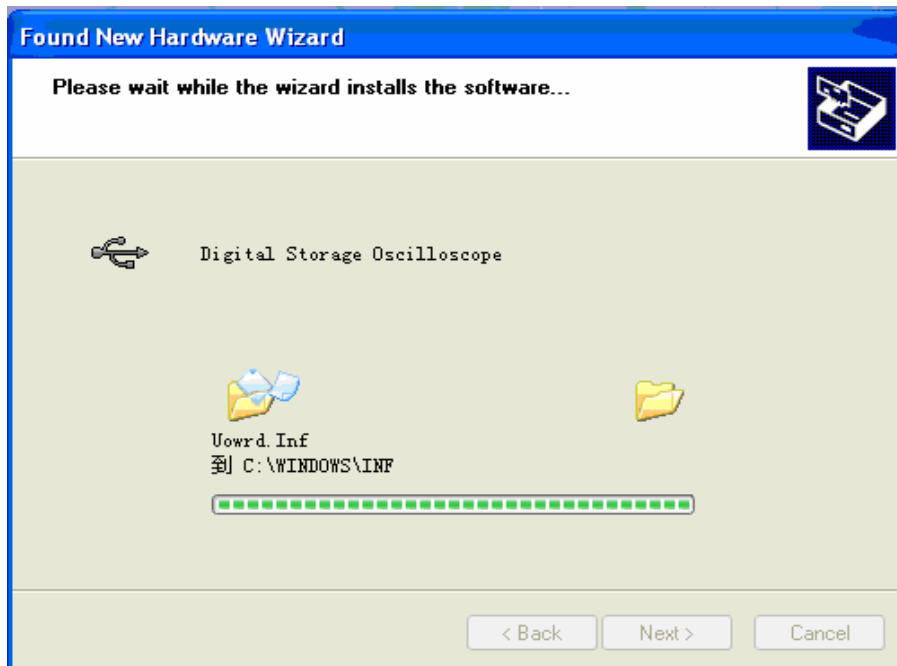 Found New Hardware Wizard
Please wait while the wizard installs the software...
Digital Storage Oscilloscope
Uowrd.Inf
到 C:\WINDOWS\INF
< Back
Next >
Cancel